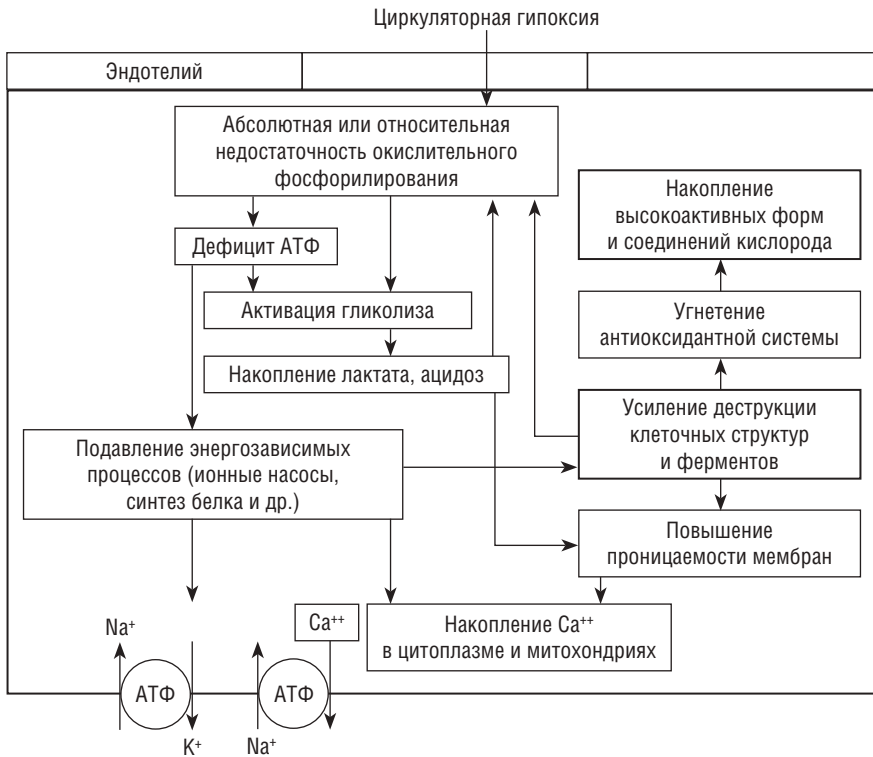 Циркуляторная гипоксия
Эндотелий
Абсолютная или относительная
недостаточность окислительного
фосфорилирования
Накопление
высокоактивных форм
и соединений кислорода
Дефицит АТФ
Активация гликолиза
Угнетение
антиоксидантной системы
Накопление лактата, ацидоз
Усиление деструкции
клеточных структур
и ферментов
Подавление энергозависимых
процессов (ионные насосы,
синтез белка и др.)
Повышение
проницаемости мембран
Na⁺
Ca⁺⁺
Накопление Ca⁺⁺
в цитоплазме и митохондриях
АТФ
АТФ
K⁺
Na⁺